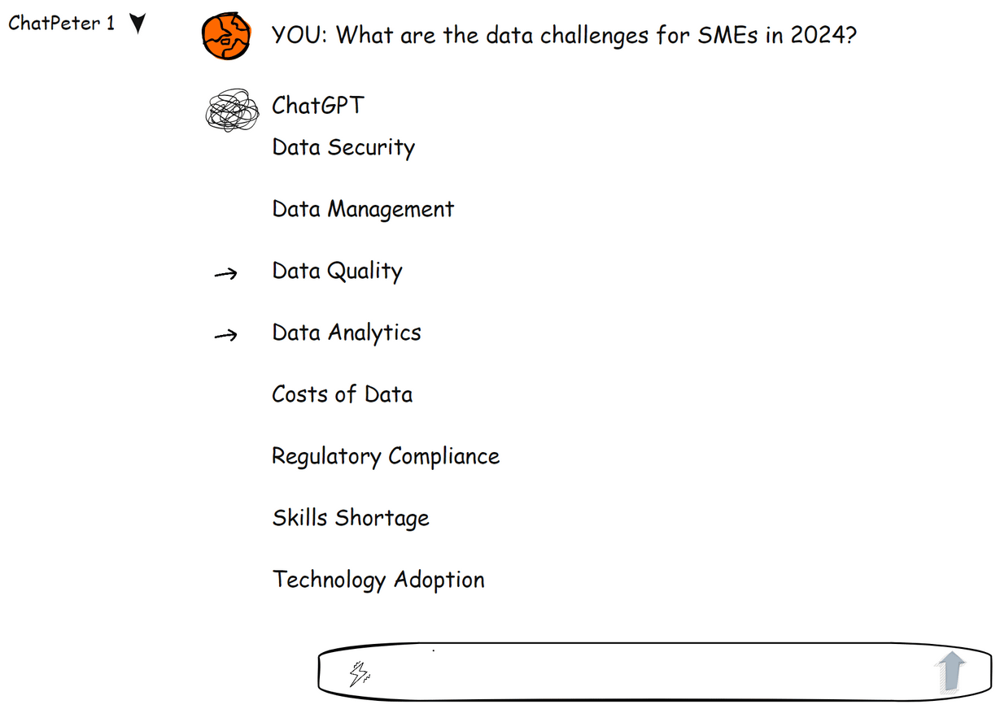 ChatPeter 1
YOU: What are the data challenges for SMEs in 2024?
ChatGPT
Data Security
Data Management
Data Quality
Data Analytics
Costs of Data
Regulatory Compliance
Skills Shortage
Technology Adoption